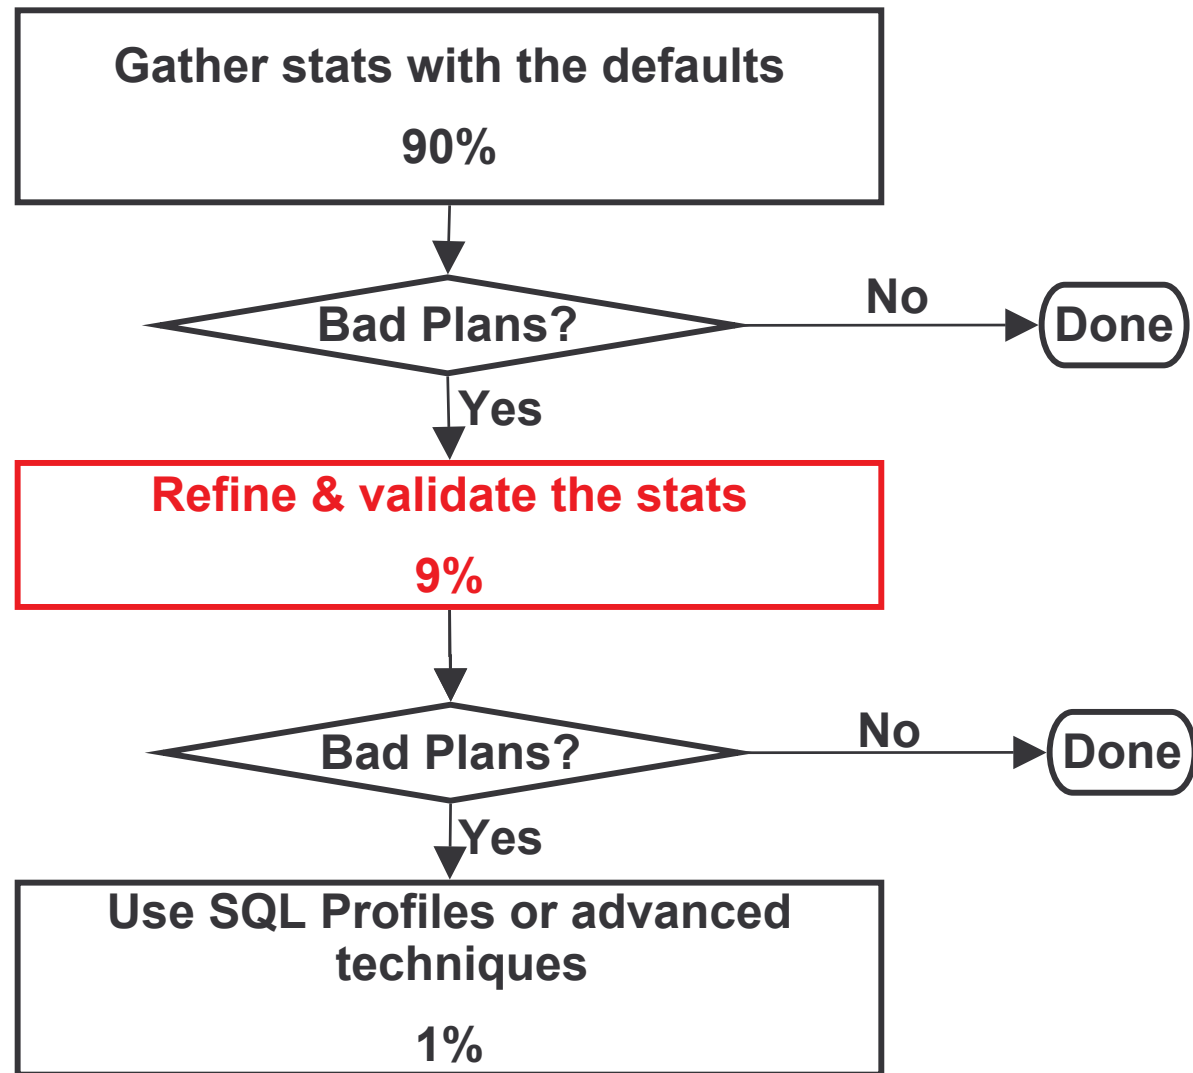 Gather stats with the defaults
90%
Bad Plans?
No
Done
Yes
Refine & validate the stats
9%
Bad Plans?
No
Done
Yes
Use SQL Profiles or advanced
techniques
1%